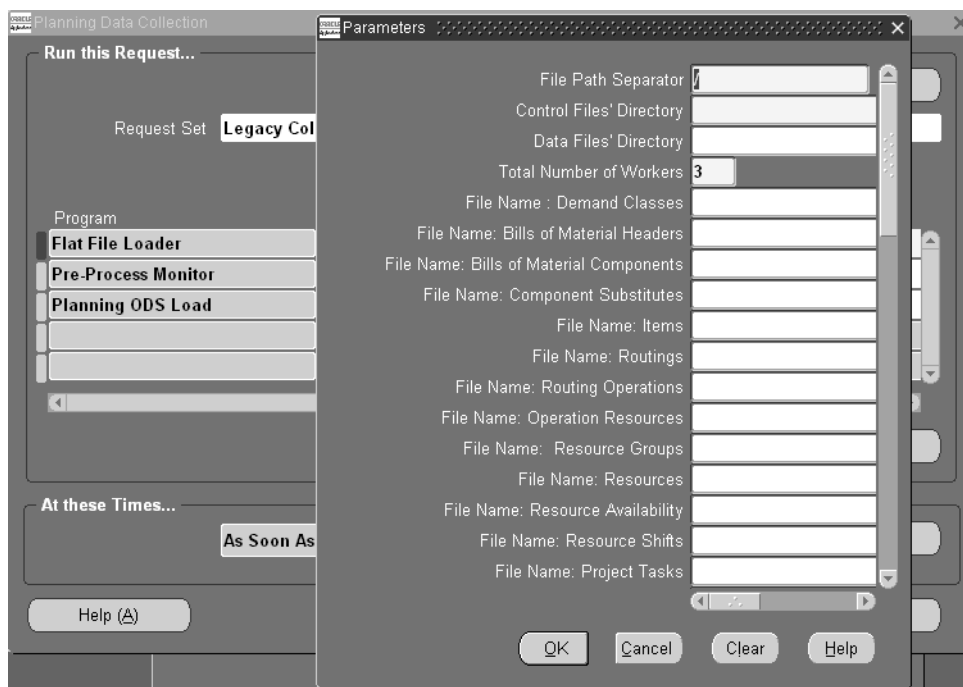 Planning Data Collection
Run this Request...
Request Set Legacy Col
Program
Flat File Loader
Pre-Process Monitor
Planning ODS Load
At these Times...
As Soon As
Help (A)
Parameters
File Path Separator /
Control Files' Directory
Data Files' Directory
Total Number of Workers 3
File Name : Demand Classes
File Name: Bills of Material Headers
File Name: Bills of Material Components
File Name: Component Substitutes
File Name: Items
File Name: Routings
File Name: Routing Operations
File Name: Operation Resources
File Name:  Resource Groups
File Name: Resources
File Name: Resource Availability
File Name: Resource Shifts
File Name: Project Tasks
OK Cancel Clear Help